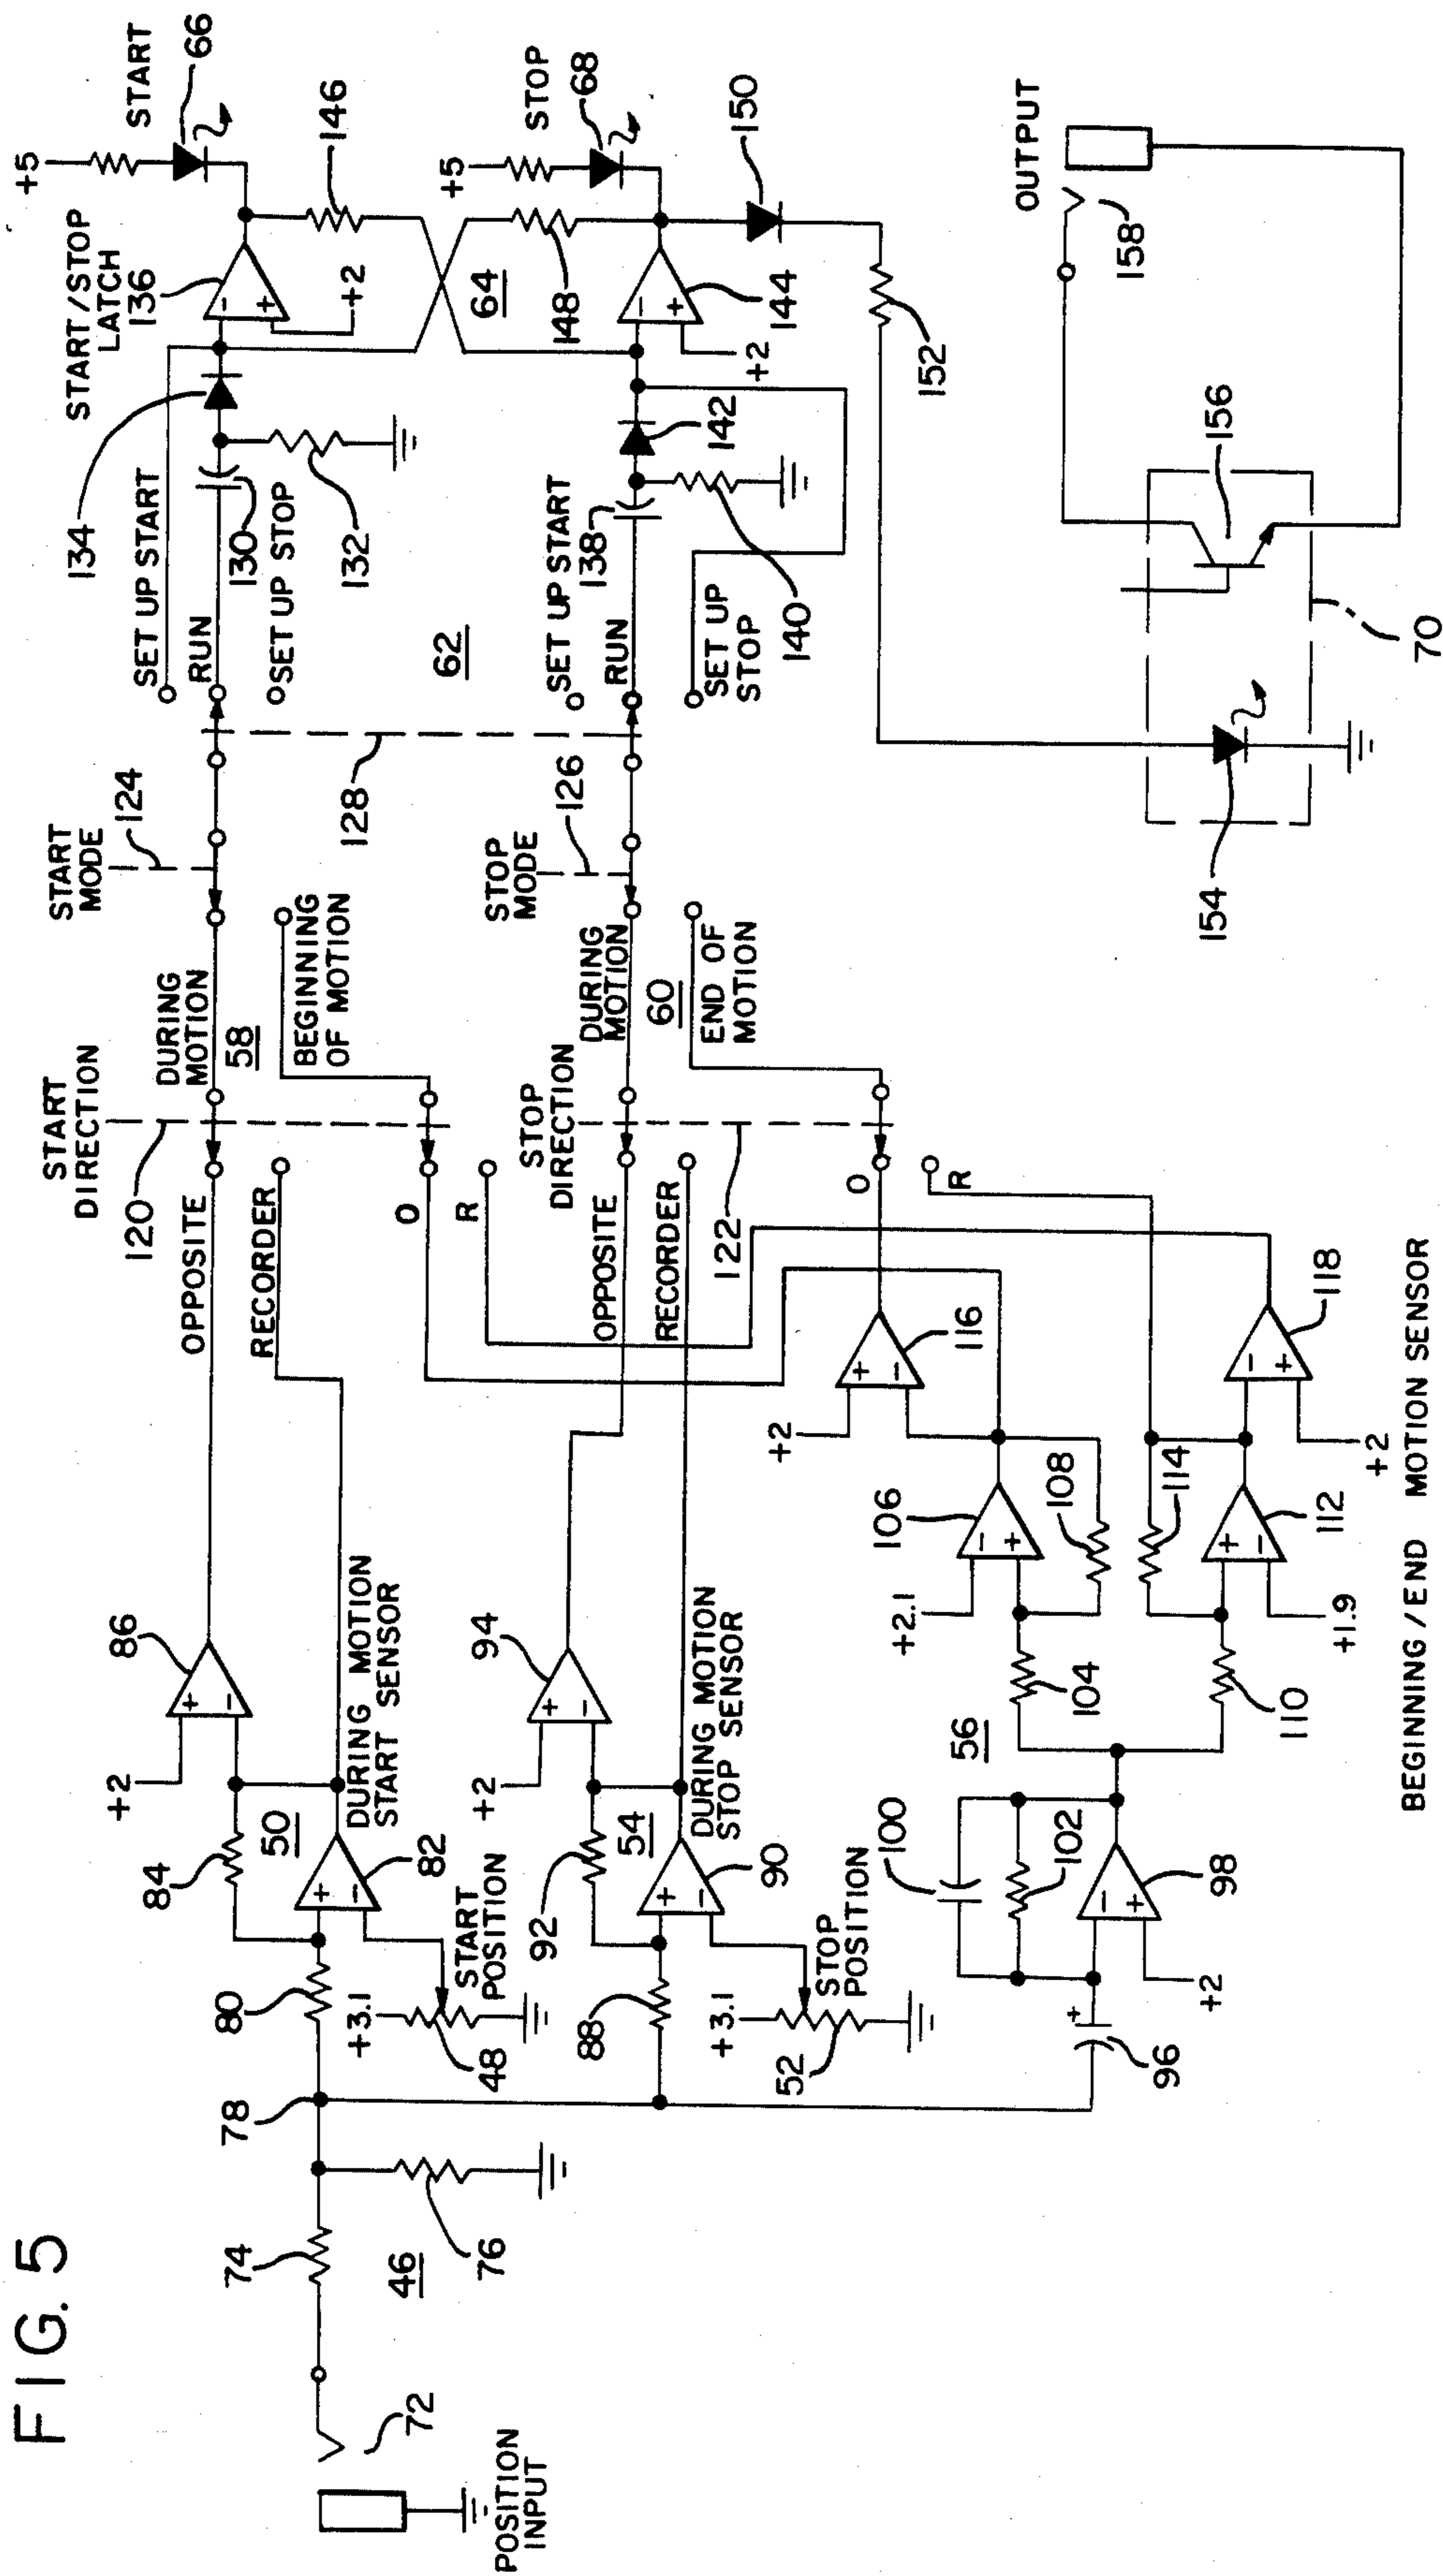 FIG. 5
POSITION
INPUT
72
74
46
76
78
80
84
50
82
86
+2
+3.1
48
START
POSITION
DURING MOTION
START SENSOR
88
92
54
90
94
+2
+3.1
52
STOP
POSITION
DURING MOTION
STOP SENSOR
96
+
98
+2
100
102
56
104
106
+2.1
108
110
112
+1.9
114
116
+2
118
+2
BEGINNING/END MOTION SENSOR
START
DIRECTION
120
OPPOSITE
RECORDER
O
R
STOP
DIRECTION
122
OPPOSITE
RECORDER
O
R
DURING
MOTION
58
BEGINNING
OF MOTION
DURING
MOTION
60
END OF
MOTION
START
MODE
124
STOP
MODE
126
128
SET UP START
RUN
SET UP STOP
62
SET UP START
RUN
SET UP
STOP
130
132
134
START/STOP
LATCH
136
+2
138
140
142
144
+2
64
146
148
+5
START
66
+5
STOP
68
150
152
154
156
70
OUTPUT
158